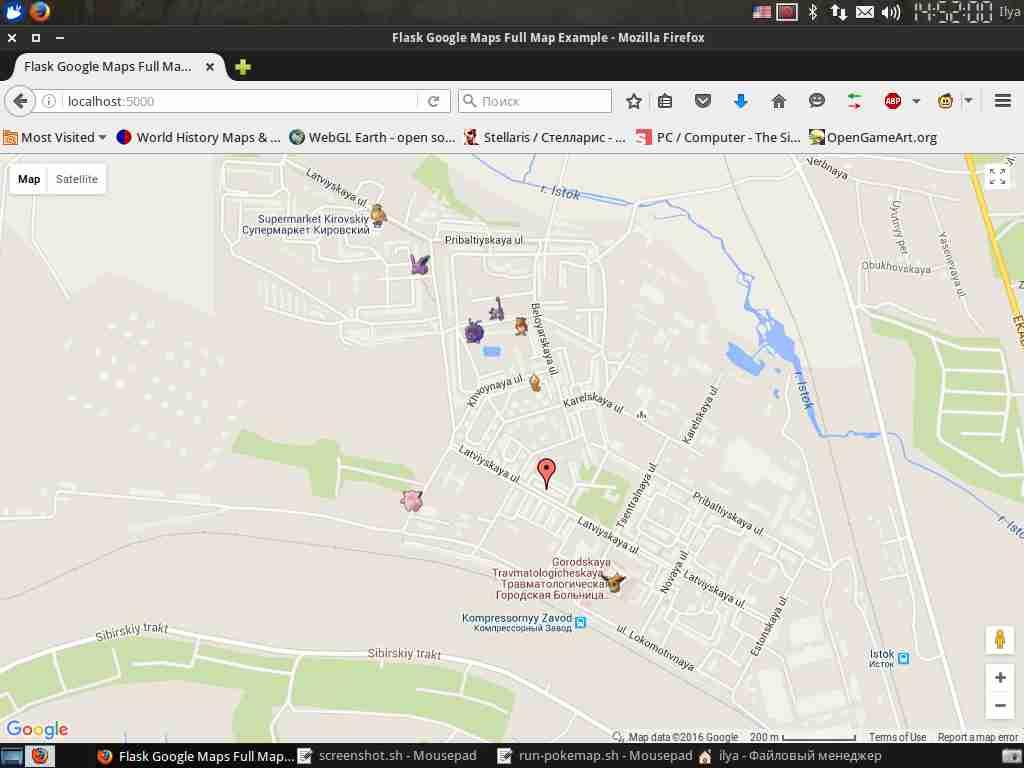 14:52:00 Ilya
Flask Google Maps Full Map Example - Mozilla Firefox
Flask Google Maps Full Ma...
localhost:5000
Поиск
ABP
Most Visited
World History Maps & ...
WebGL Earth - open so...
Stellaris / Стелларис - ...
PC / Computer - The Si...
OpenGameArt.org
Map Satellite
Latviyskaya ul.
Supermarket Kirovskiy
Супермаркет Кировский
Pribaltiyskaya ul
r. Istok
Verbnaya
Uyutnyy per.
Yasenevaya ul.
Obukhovskaya
Beloyarskaya ul.
Khvoynaya ul.
Karelskaya ul.
Karelskaya ul.
r. Istok
Latviyskaya ul.
Tsentralnaya ul.
Pribaltiyskaya ul.
Latviyskaya ul.
Gorodskaya
Travmatologicheskaya
Травматологическая
Городская Больница...
Novaya ul.
Latviyskaya ul.
r. Istok
Kompressornyy Zavod
Компрессорный Завод
ul. Lokomotivnaya
Estonskaya ul.
Istok
Исток
Sibirskiy trakt
Sibirskiy trakt
Google
Map data ©2016 Google
200 m
Terms of Use
Report a map error
Flask Google Maps Full Map...
screenshot.sh - Mousepad
run-pokemap.sh - Mousepad
ilya - Файловый менеджер